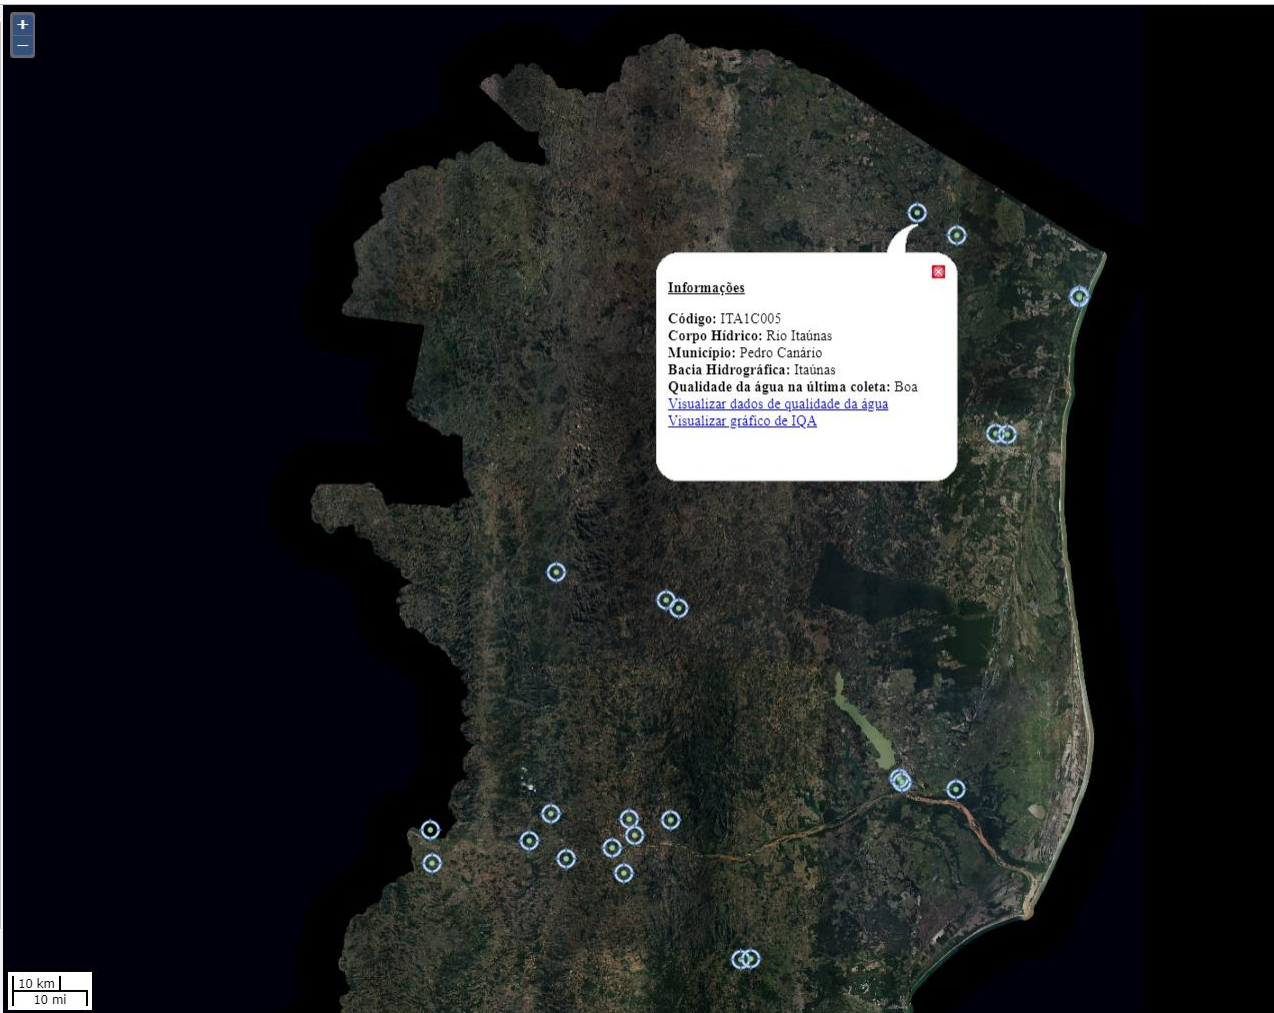 +
–
Informações
Código: ITA1C005
Corpo Hídrico: Rio Itaúnas
Município: Pedro Canário
Bacia Hidrográfica: Itaúnas
Qualidade da água na última coleta: Boa
Visualizar dados de qualidade da água
Visualizar gráfico de IQA
10 km
10 mi